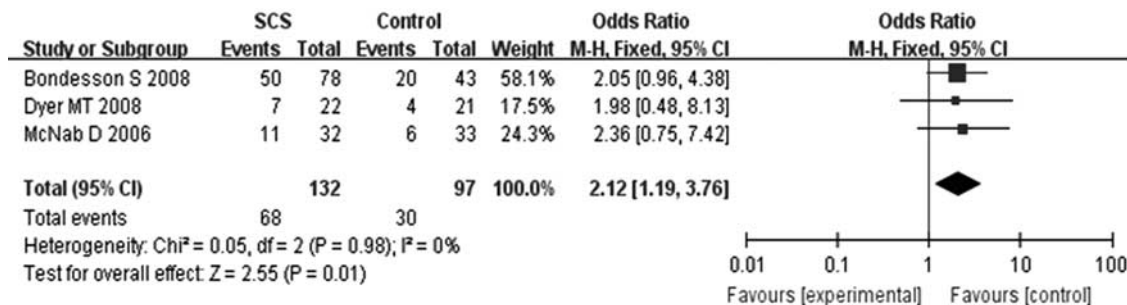 SCS Control Odds Ratio Odds Ratio
Study or Subgroup Events Total Events Total Weight M-H, Fixed, 95% CI M-H, Fixed, 95% CI
Bondesson S 2008 50 78 20 43 58.1% 2.05 [0.96, 4.38]
Dyer MT 2008 7 22 4 21 17.5% 1.98 [0.48, 8.13]
McNab D 2006 11 32 6 33 24.3% 2.36 [0.75, 7.42]
Total (95% CI) 132 97 100.0% 2.12 [1.19, 3.76]
Total events 68 30
Heterogeneity: Chi² = 0.05, df = 2 (P = 0.98); I² = 0%
Test for overall effect: Z = 2.55 (P = 0.01)
0.01 0.1 1 10 100
Favours [experimental] Favours [control]